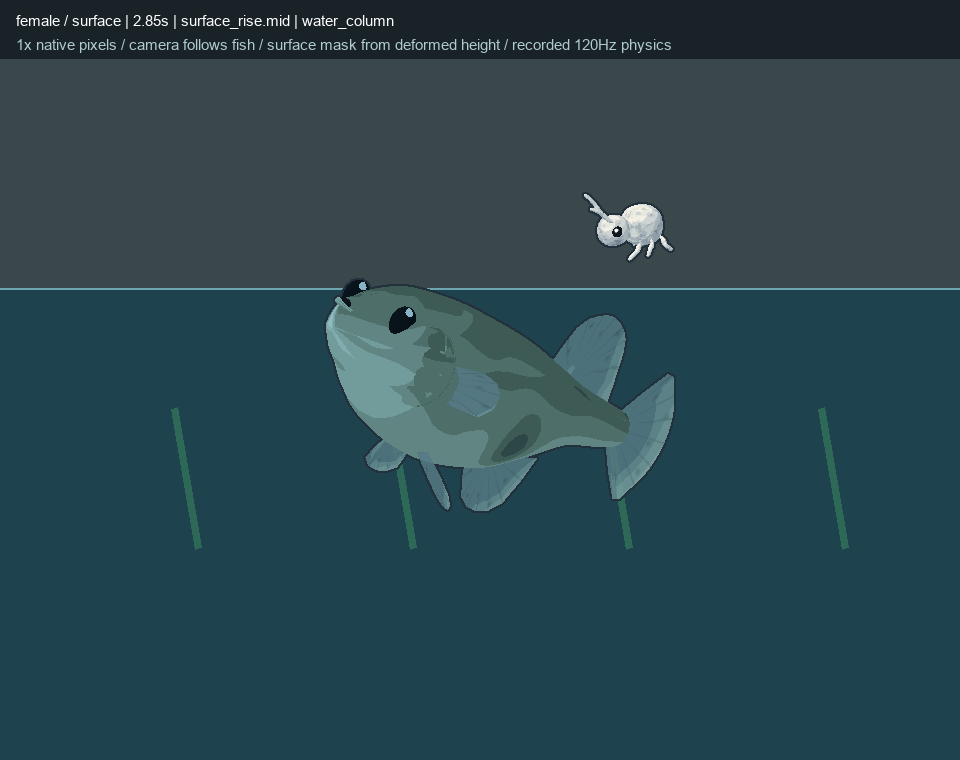 female / surface | 2.85s | surface_rise.mid | water_column
1x native pixels / camera follows fish / surface mask from deformed height / recorded 120Hz physics